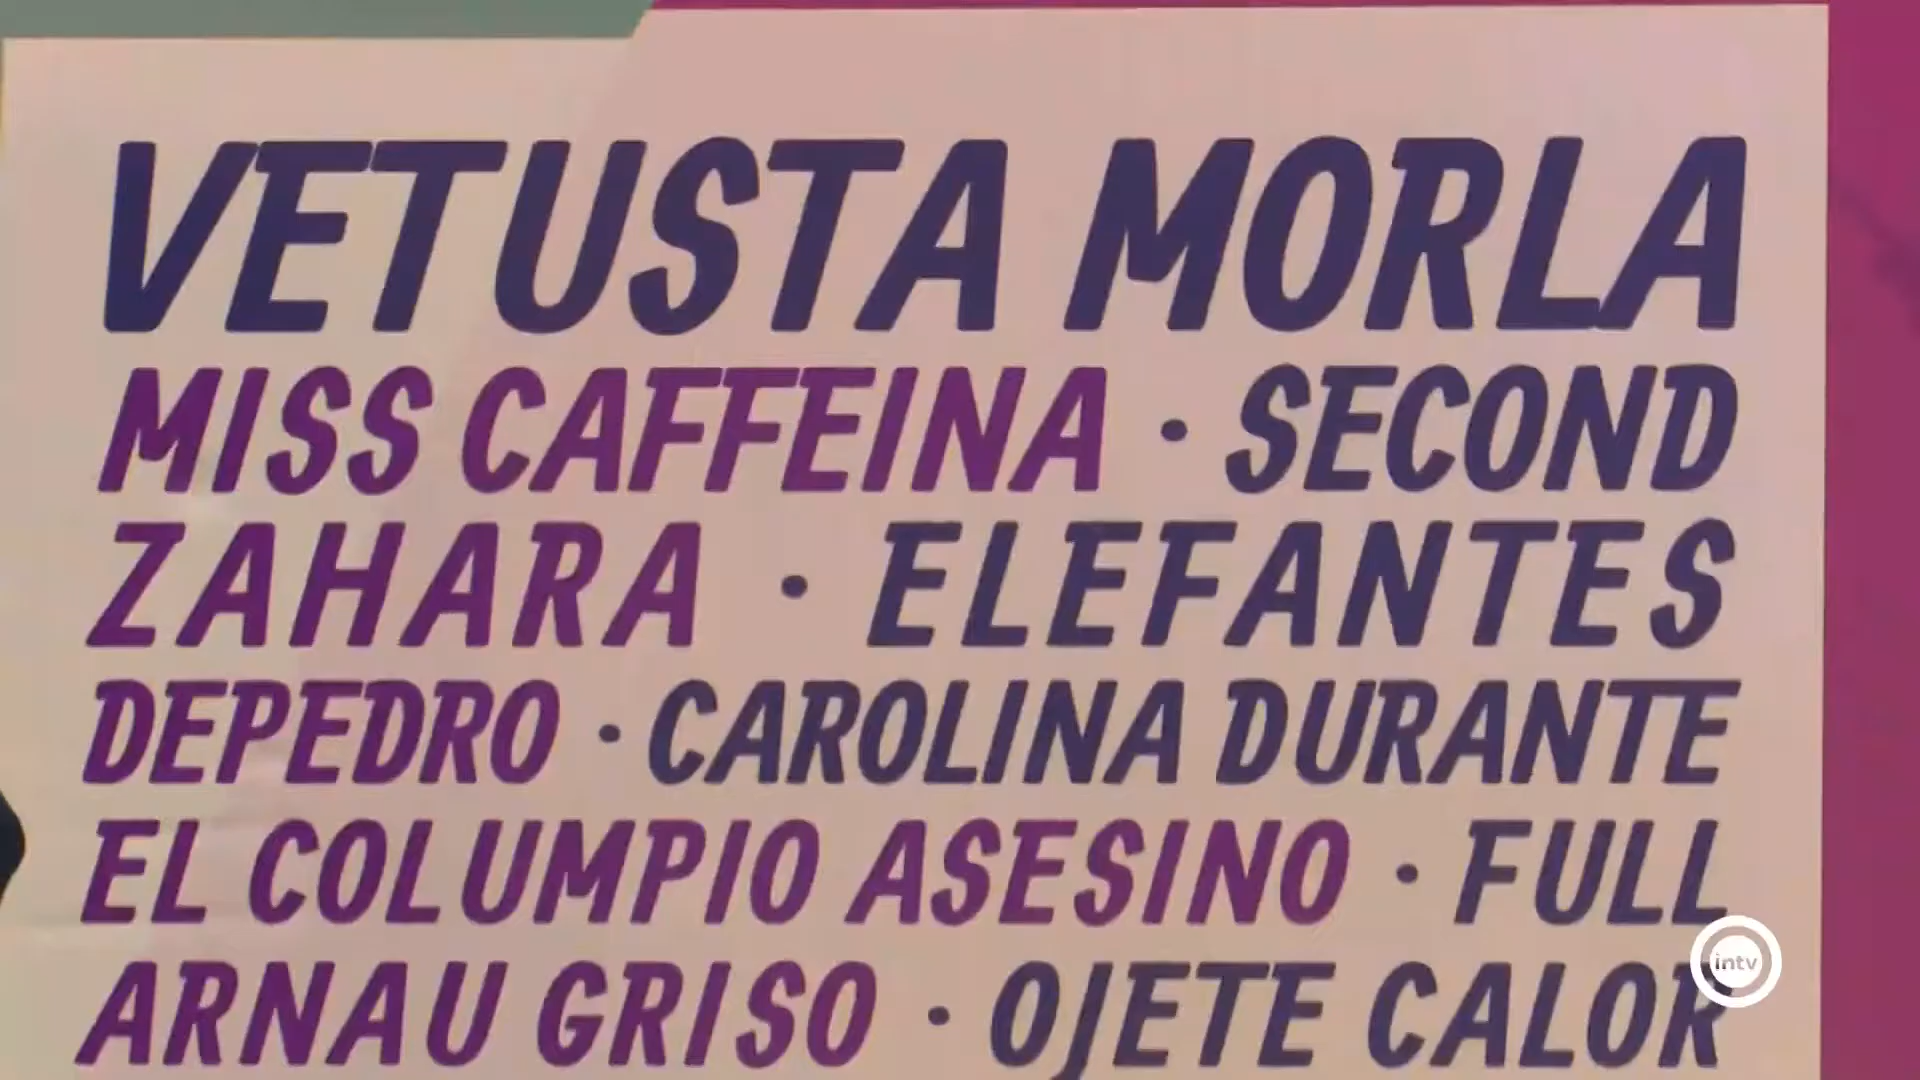 VETUSTA MORLA
MISS CAFFEINA · SECOND
ZAHARA · ELEFANTES
DEPEDRO · CAROLINA DURANTE
EL COLUMPIO ASESINO · FULL
ARNAU GRISO · OJETE CALOR
intv